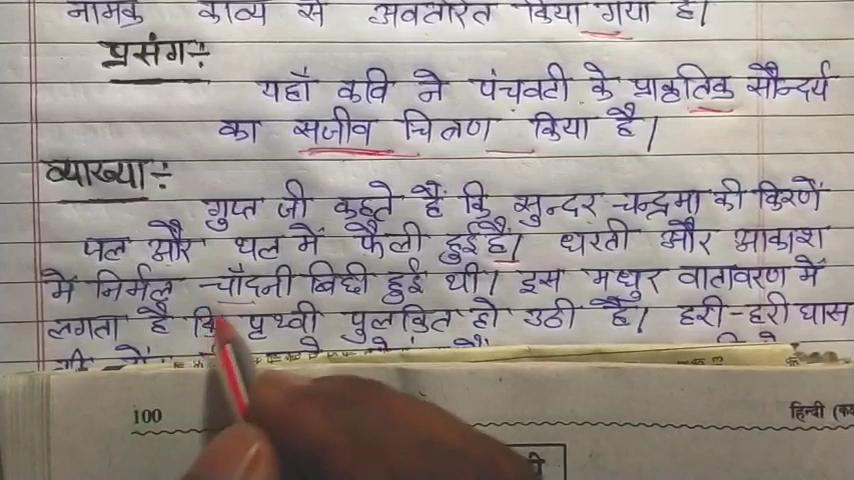 नामक काव्य से अवतरित किया गया है।
प्रसंग÷
यहाँ कवि ने पंचवटी के प्राकृतिक सौन्दर्य
का सजीव चित्रण किया है।
व्याख्या÷
गुप्त जी कहते हैं कि सुन्दर चन्द्रमा की किरणें
जल और थल में फैली हुई हैं। धरती और आकाश
में निर्मल चाँदनी बिछी हुई थी। इस मधुर वातावरण में
लगता है कि पृथ्वी पुलकित हो उठी है। हरी-हरी घास
100
हिन्दी